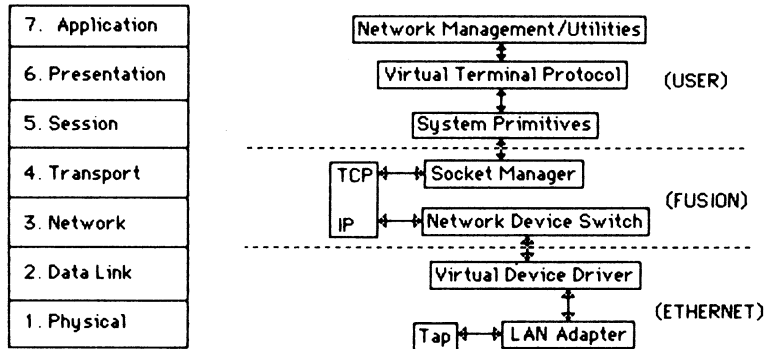 7. Application
6. Presentation
5. Session
4. Transport
3. Network
2. Data Link
1. Physical
Network Management/Utilities
Virtual Terminal Protocol
(USER)
System Primitives
TCP
Socket Manager
(FUSION)
IP
Network Device Switch
Virtual Device Driver
(ETHERNET)
Tap
LAN Adapter